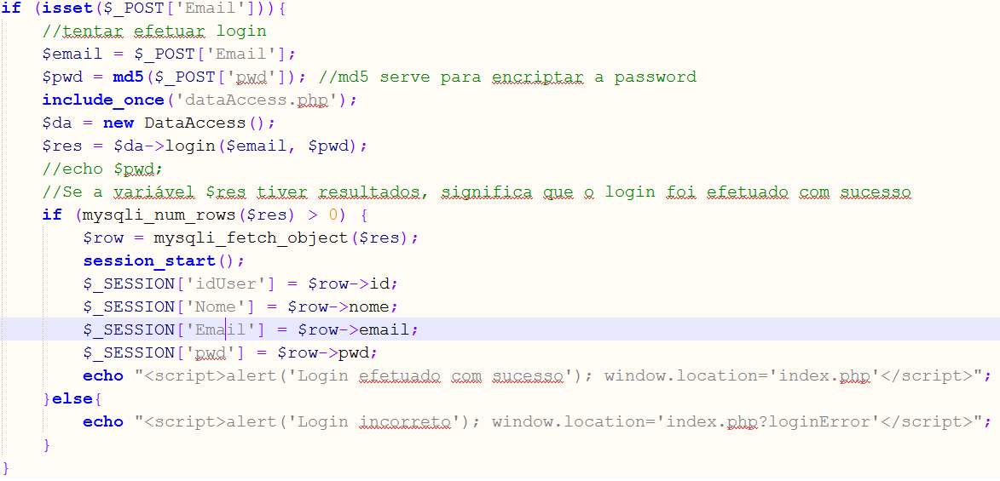 if (isset($_POST['Email'])){
//tentar efetuar login
$email = $_POST['Email'];
$pwd = md5($_POST['pwd']); //md5 serve para encriptar a password
include_once('dataAccess.php');
$da = new DataAccess();
$res = $da->login($email, $pwd);
//echo $pwd;
//Se a variável $res tiver resultados, significa que o login foi efetuado com sucesso
if (mysqli_num_rows($res) > 0) {
$row = mysqli_fetch_object($res);
session_start();
$_SESSION['idUser'] = $row->id;
$_SESSION['Nome'] = $row->nome;
$_SESSION['Email'] = $row->email;
$_SESSION['pwd'] = $row->pwd;
echo "<script>alert('Login efetuado com sucesso'); window.location='index.php'</script>";
}else{
echo "<script>alert('Login incorreto'); window.location='index.php?loginError'</script>";
}
}